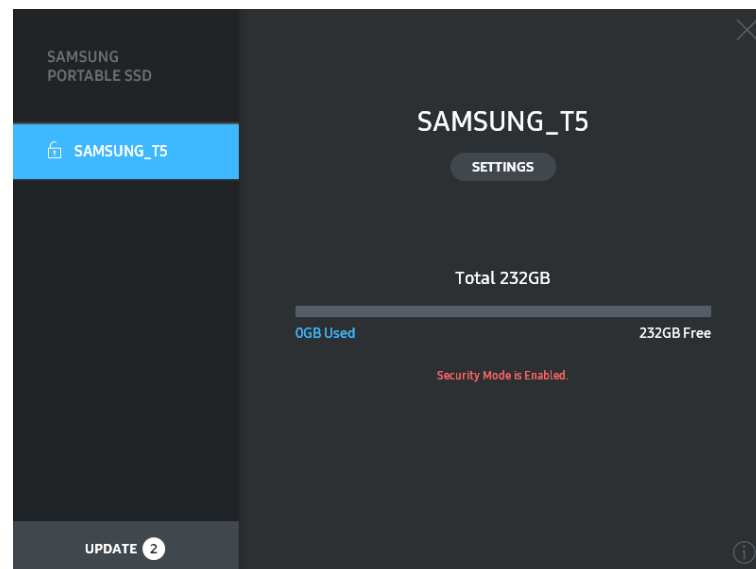 SAMSUNG
PORTABLE SSD
SAMSUNG_T5
UPDATE 2
SAMSUNG_T5
SETTINGS
Total 232GB
0GB Used 232GB Free
Security Mode is Enabled.